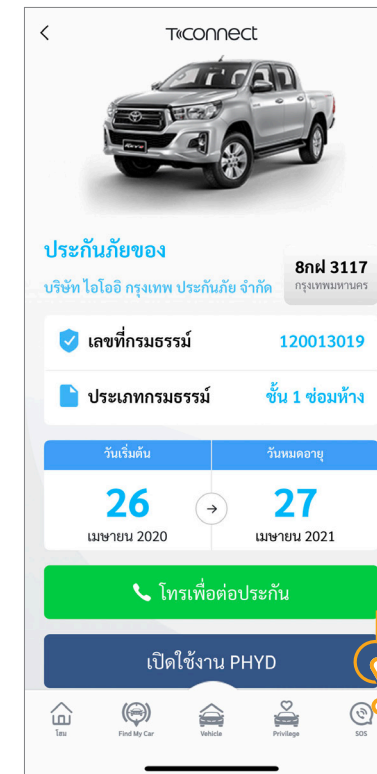 T-CONNECT
ประกันภัยของ
บริษัท ไอโออิ กรุงเทพ ประกันภัย จำกัด
8กฝ 3117
กรุงเทพมหานคร
เลขที่กรมธรรม์ 120013019
ประเภทกรมธรรม์ ชั้น 1 ซ่อมห้าง
วันเริ่มต้น วันหมดอายุ
26 27
เมษายน 2020 เมษายน 2021
โทรเพื่อต่อประกัน
เปิดใช้งาน PHYD
โฮม Find My Car Vehicle Privilage SOS